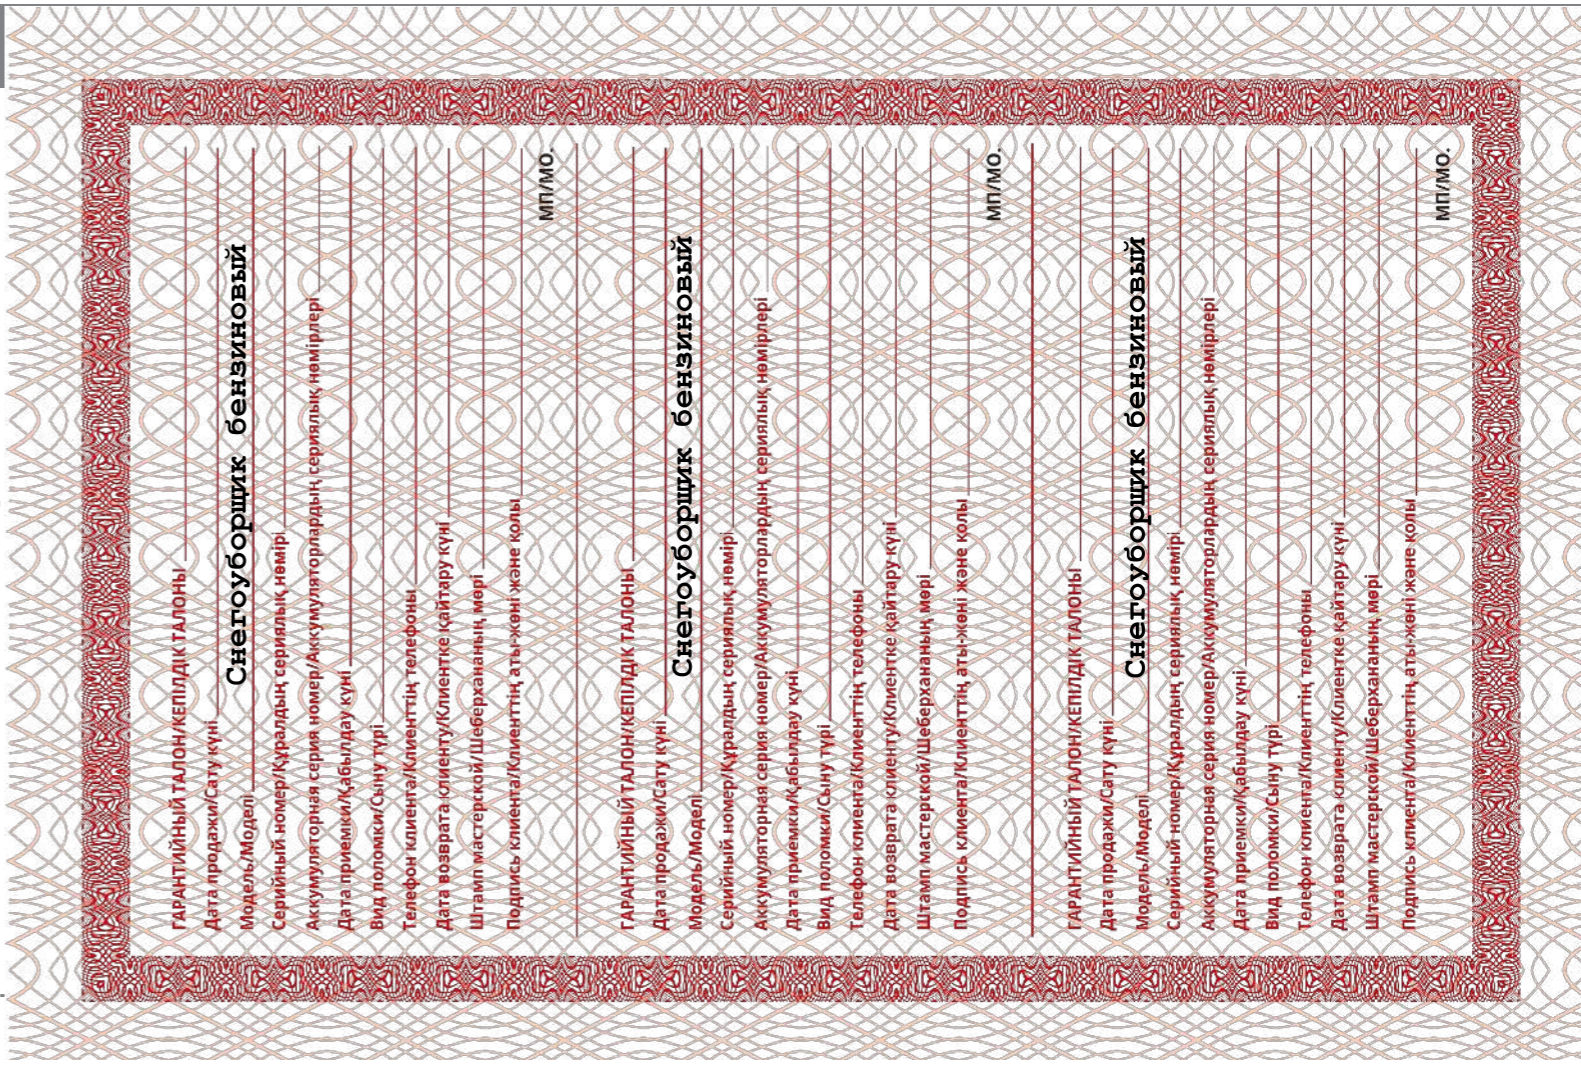 ГАРАНТИЙНЫЙ ТАЛОН/КЕПІЛДІК ТАЛОНЫ
Дата продажи/Сату күні
Модель/Моделі Снегоуборщик бензиновый
Серийный номер/Құралдың сериялық нөмірі
Аккумуляторная серия номер/Аккумуляторлардың сериялық нөмірлері
Дата приемки/Қабылдау күні
Вид поломки/Сыну түрі
Телефон клиента/Клиенттің телефоны
Дата возврата клиенту/Клиентке қайтару күні
Штамп мастерской/Шеберхананың мөрі
Подпись клиента/Клиенттің аты-жөні және қолы
МП/МО.
ГАРАНТИЙНЫЙ ТАЛОН/КЕПІЛДІК ТАЛОНЫ
Дата продажи/Сату күні
Модель/Моделі Снегоуборщик бензиновый
Серийный номер/Құралдың сериялық нөмірі
Аккумуляторная серия номер/Аккумуляторлардың сериялық нөмірлері
Дата приемки/Қабылдау күні
Вид поломки/Сыну түрі
Телефон клиента/Клиенттің телефоны
Дата возврата клиенту/Клиентке қайтару күні
Штамп мастерской/Шеберхананың мөрі
Подпись клиента/Клиенттің аты-жөні және қолы
МП/МО.
ГАРАНТИЙНЫЙ ТАЛОН/КЕПІЛДІК ТАЛОНЫ
Дата продажи/Сату күні
Модель/Моделі Снегоуборщик бензиновый
Серийный номер/Құралдың сериялық нөмірі
Аккумуляторная серия номер/Аккумуляторлардың сериялық нөмірлері
Дата приемки/Қабылдау күні
Вид поломки/Сыну түрі
Телефон клиента/Клиенттің телефоны
Дата возврата клиенту/Клиентке қайтару күні
Штамп мастерской/Шеберхананың мөрі
Подпись клиента/Клиенттің аты-жөні және қолы
МП/МО.